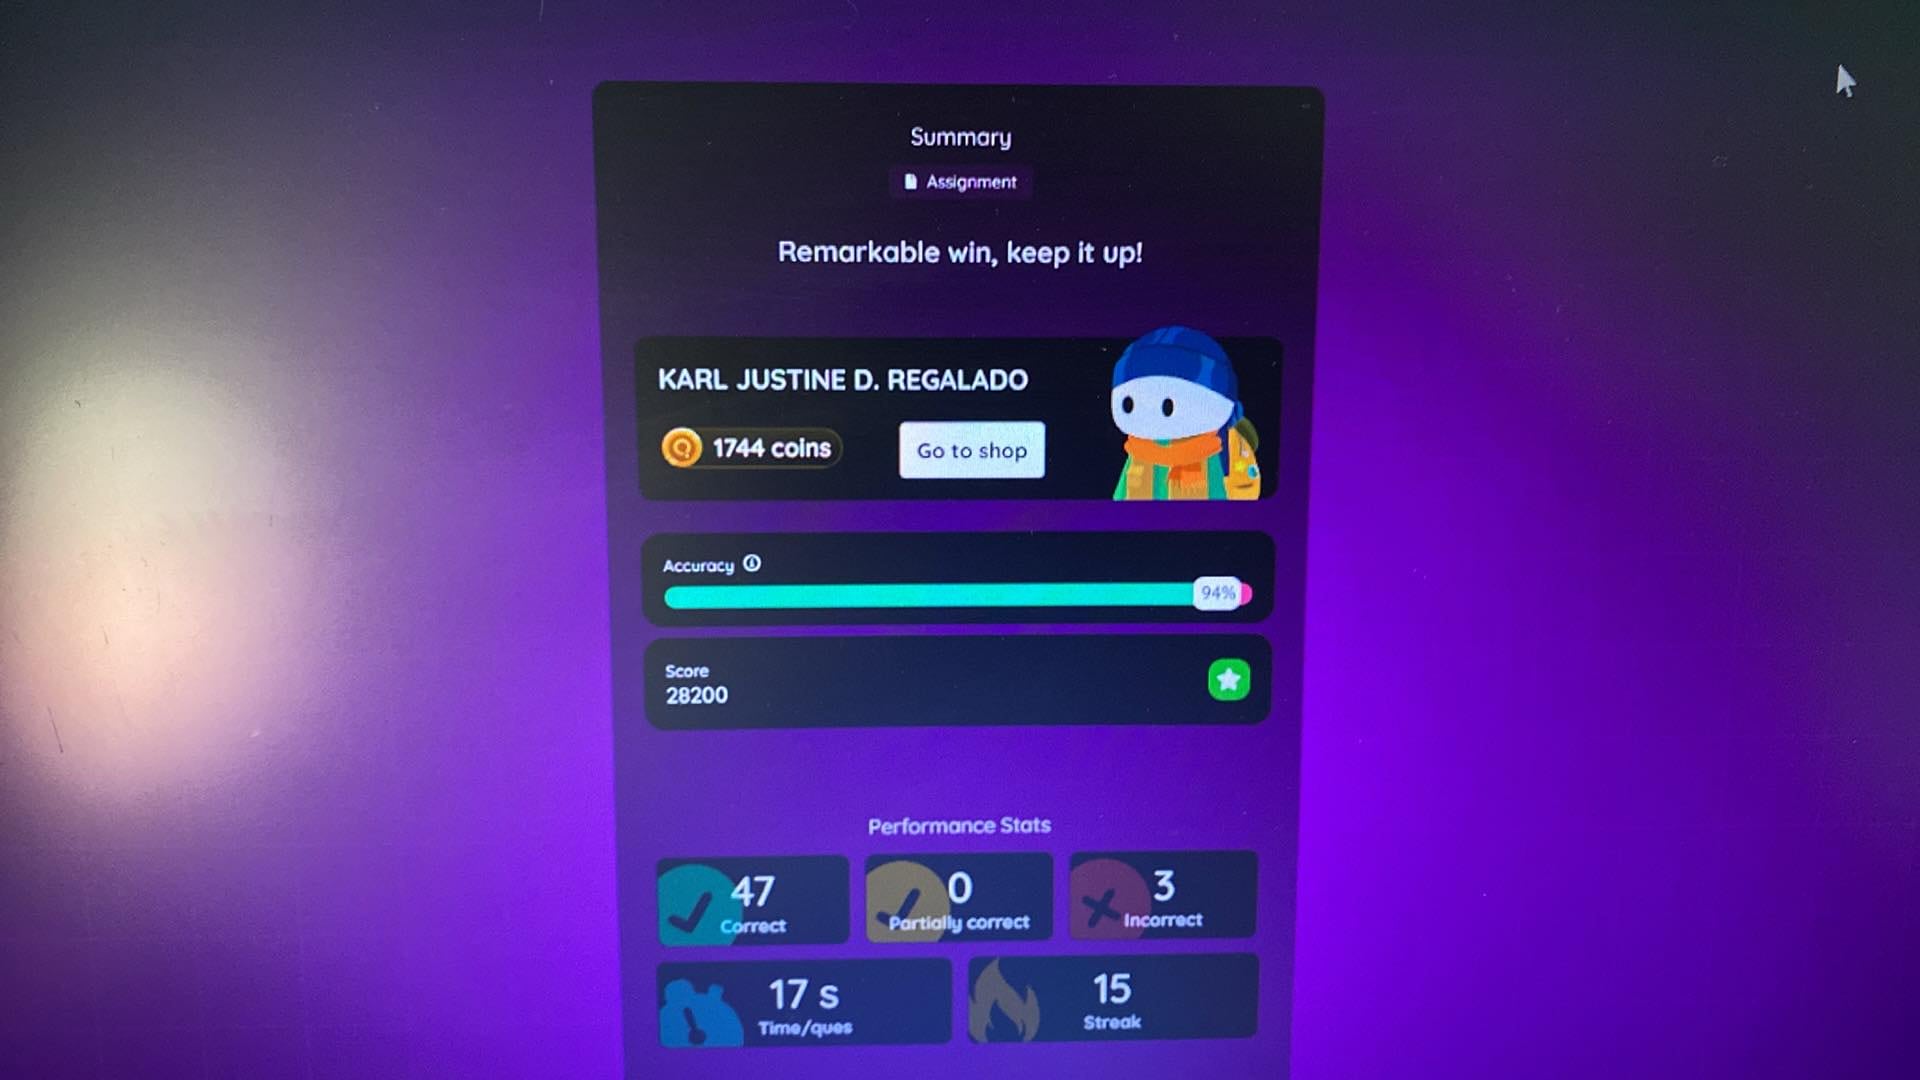 Summary
Assignment
Remarkable win, keep it up!
KARL JUSTINE D. REGALADO
1744 coins
Go to shop
Accuracy
94%
Score
28200
Performance Stats
47
Correct
0
Partially correct
3
Incorrect
17 s
Time/ques
15
Streak